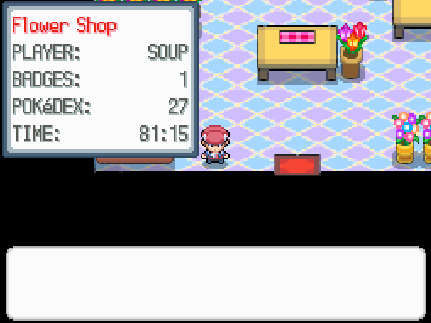 Flower Shop
PLAYER: SOUP
BADGES: 1
POKéDEX: 27
TIME: 81:15